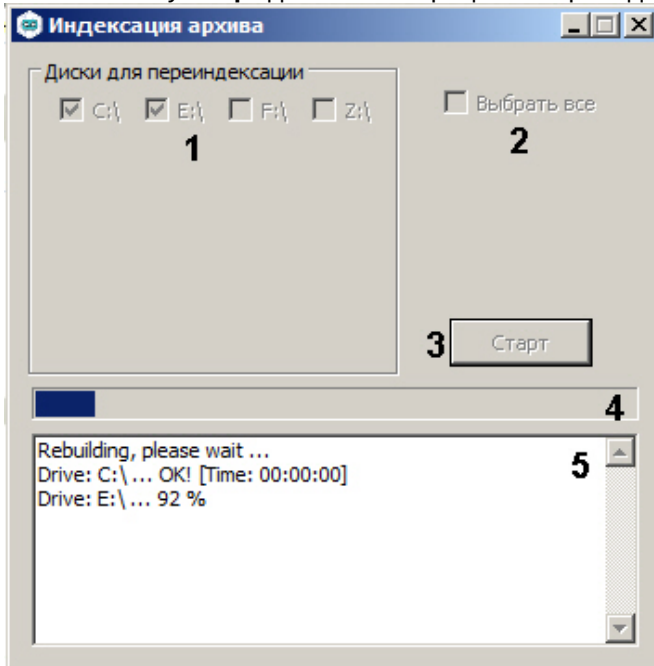 Индексация архива
Диски для переиндексации
C:\ E:\ F:\ Z:\
Выбрать все
1
2
3
Старт
4
Rebuilding, please wait ...
5
Drive: C:\ ... OK! [Time: 00:00:00]
Drive: E:\ ... 92 %